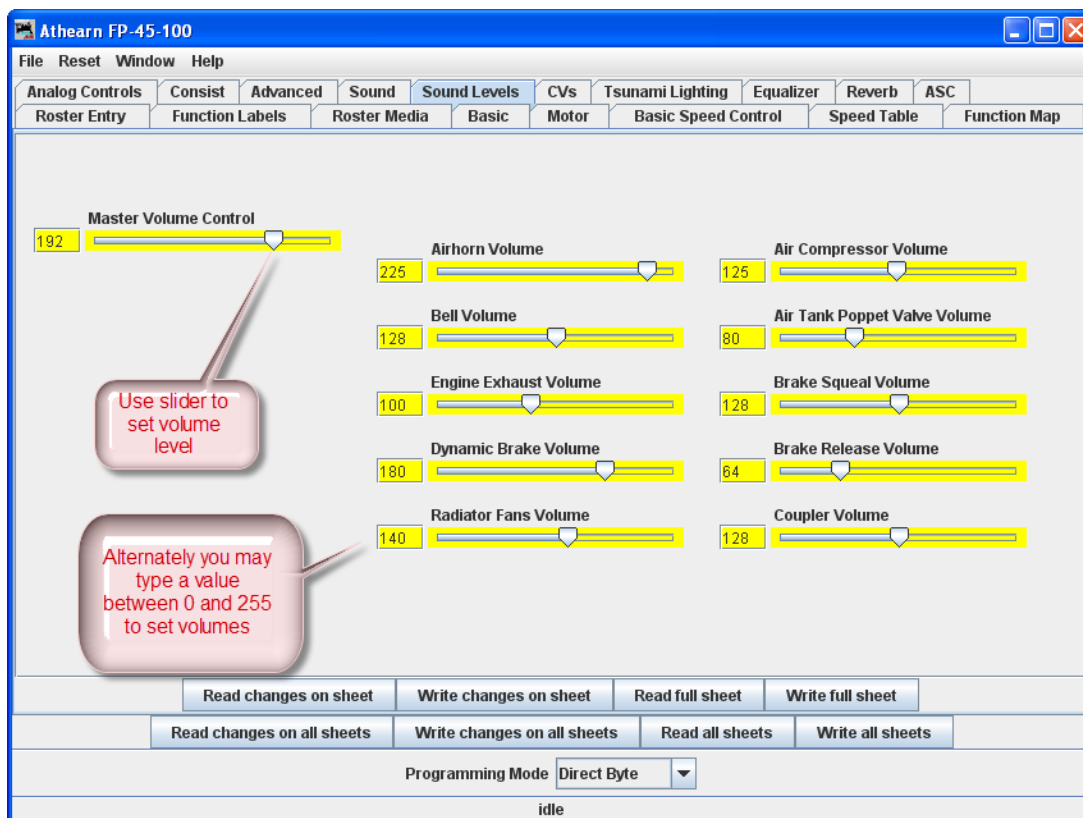 Athearn FP-45-100
File Reset Window Help
Analog Controls Consist Advanced Sound Sound Levels CVs Tsunami Lighting Equalizer Reverb ASC
Roster Entry Function Labels Roster Media Basic Motor Basic Speed Control Speed Table Function Map
Master Volume Control
192
Use slider to
set volume
level
Alternately you may
type a value
between 0 and 255
to set volumes
Airhorn Volume
225
Bell Volume
128
Engine Exhaust Volume
100
Dynamic Brake Volume
180
Radiator Fans Volume
140
Air Compressor Volume
125
Air Tank Poppet Valve Volume
80
Brake Squeal Volume
128
Brake Release Volume
64
Coupler Volume
128
Read changes on sheet Write changes on sheet Read full sheet Write full sheet
Read changes on all sheets Write changes on all sheets Read all sheets Write all sheets
Programming Mode Direct Byte
idle